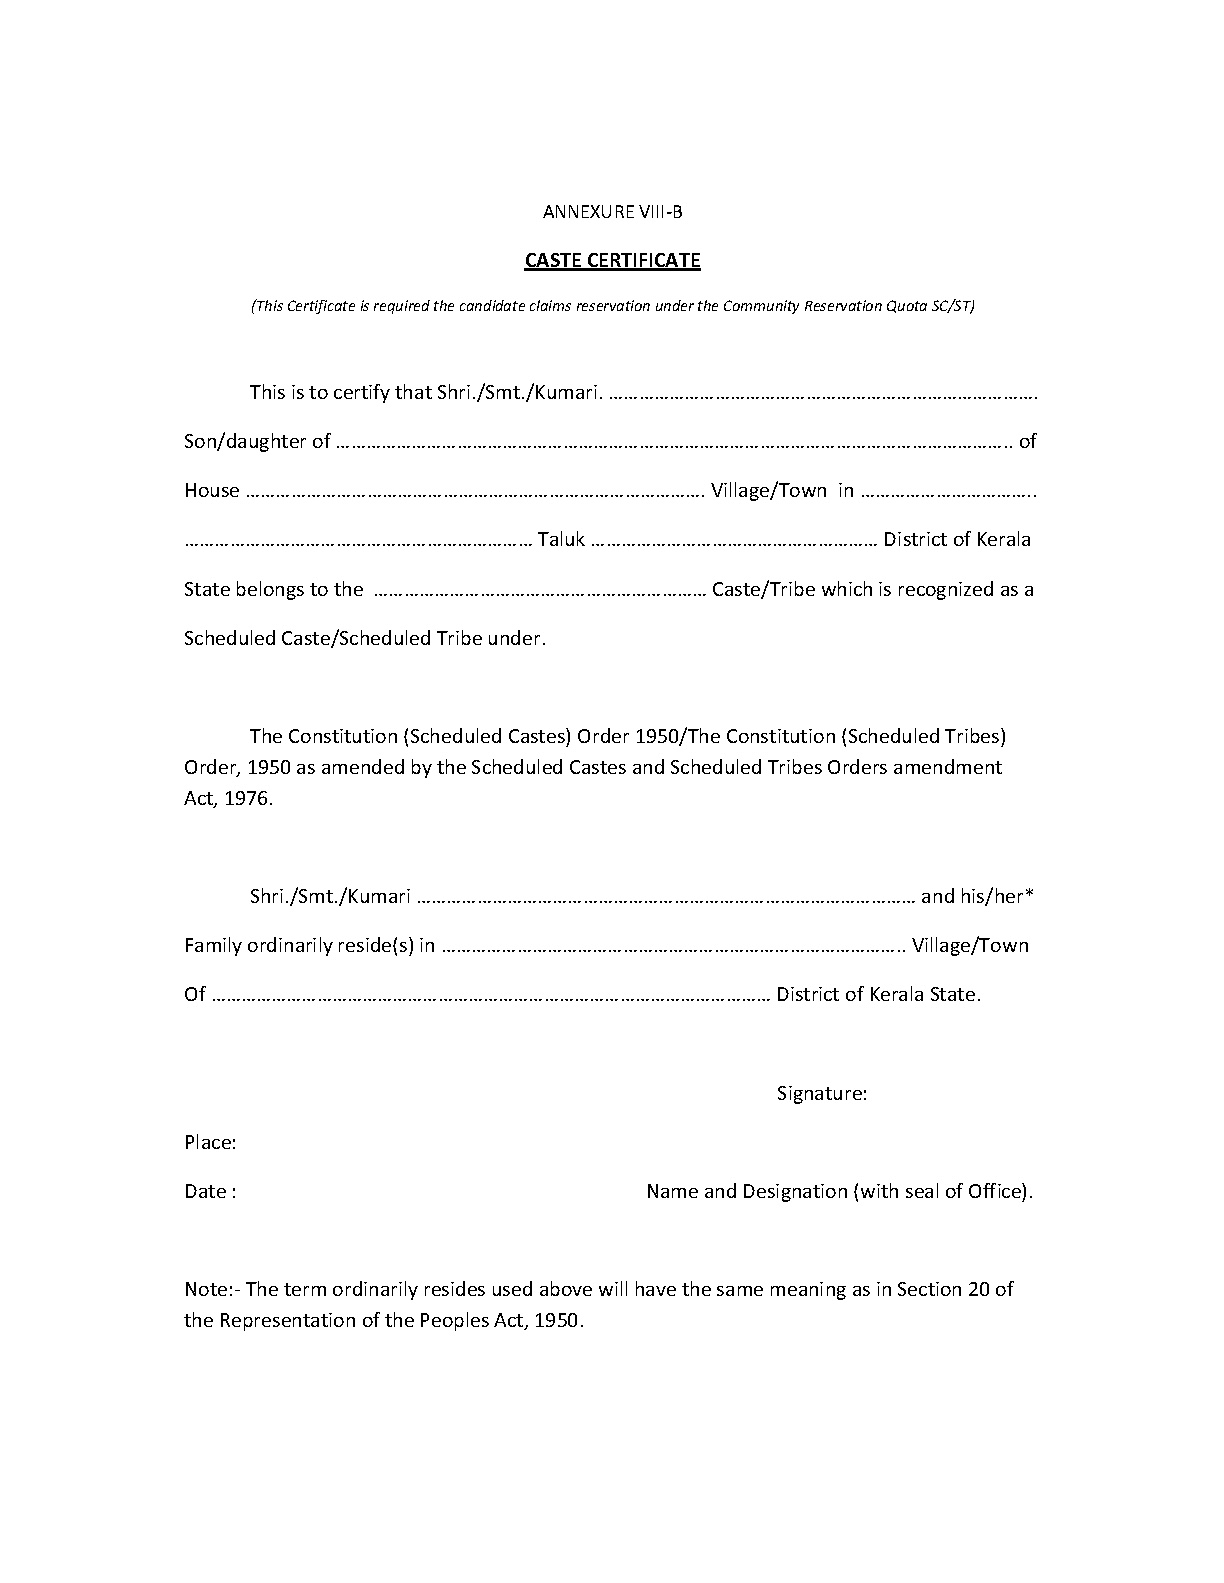 ANNEXURE VIII-B
CASTE CERTIFICATE
(This Certificate is required the candidate claims reservation under the Community Reservation Quota SC/ST)
This is to certify that Shri./Smt./Kumari. ………………………………………………………………………….
Son/daughter of …………………………………………………………………………………………………………………….. of
House ………………………………………………………………………………. Village/Town in ……………………………..
…………………………………………………………… Taluk ………………………………………………… District of Kerala
State belongs to the ………………………………………………………… Caste/Tribe which is recognized as a
Scheduled Caste/Scheduled Tribe under.
The Constitution (Scheduled Castes) Order 1950/The Constitution (Scheduled Tribes)
Order, 1950 as amended by the Scheduled Castes and Scheduled Tribes Orders amendment
Act, 1976.
Shri./Smt./Kumari ……………………………………………………………………………………… and his/her*
Family ordinarily reside(s) in ……………………………………………………………………………….. Village/Town
Of ………………………………………………………………………………………………… District of Kerala State.
Signature:
Place:
Date : Name and Designation (with seal of Office).
Note:- The term ordinarily resides used above will have the same meaning as in Section 20 of
the Representation of the Peoples Act, 1950.